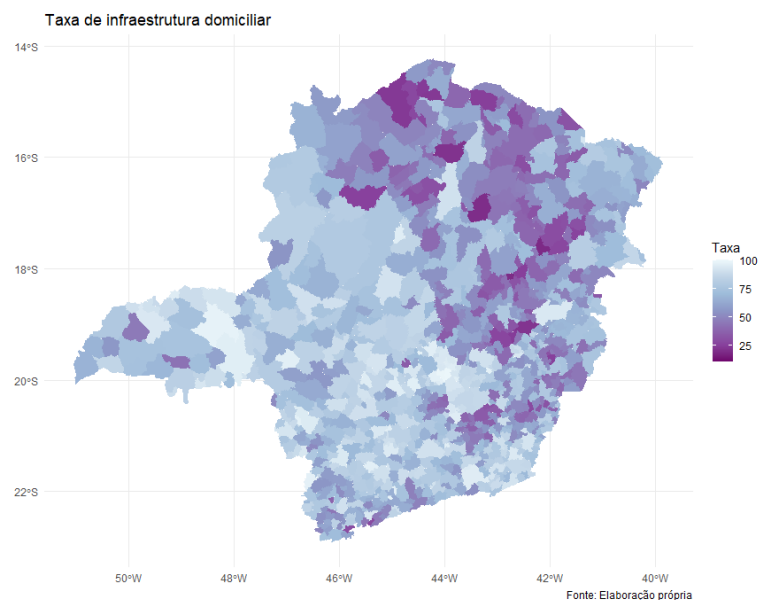 Taxa de infraestrutura domiciliar
14°S
16°S
18°S
20°S
22°S
50°W
48°W
46°W
44°W
42°W
40°W
Taxa
100
75
50
25
Fonte: Elaboração própria